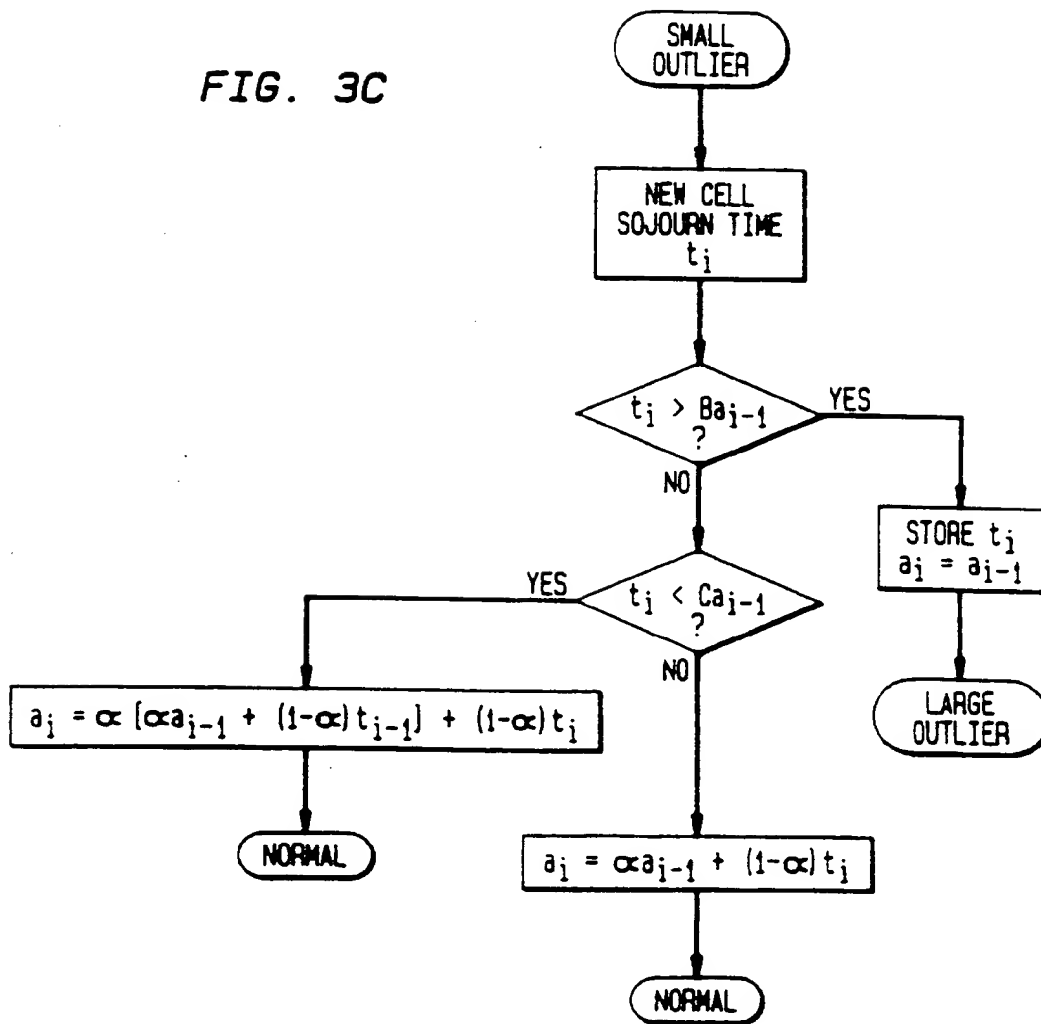 FIG. 3C
SMALL
OUTLIER
NEW CELL
SOJOURN TIME
tᵢ
tᵢ > Baᵢ₋₁
?
YES
NO
STORE tᵢ
aᵢ = aᵢ₋₁
LARGE
OUTLIER
tᵢ < Caᵢ₋₁
?
YES
NO
aᵢ = ∝ [∝aᵢ₋₁ + (1-∝) tᵢ₋₁] + (1-∝) tᵢ
NORMAL
aᵢ = ∝aᵢ₋₁ + (1-∝) tᵢ
NORMAL